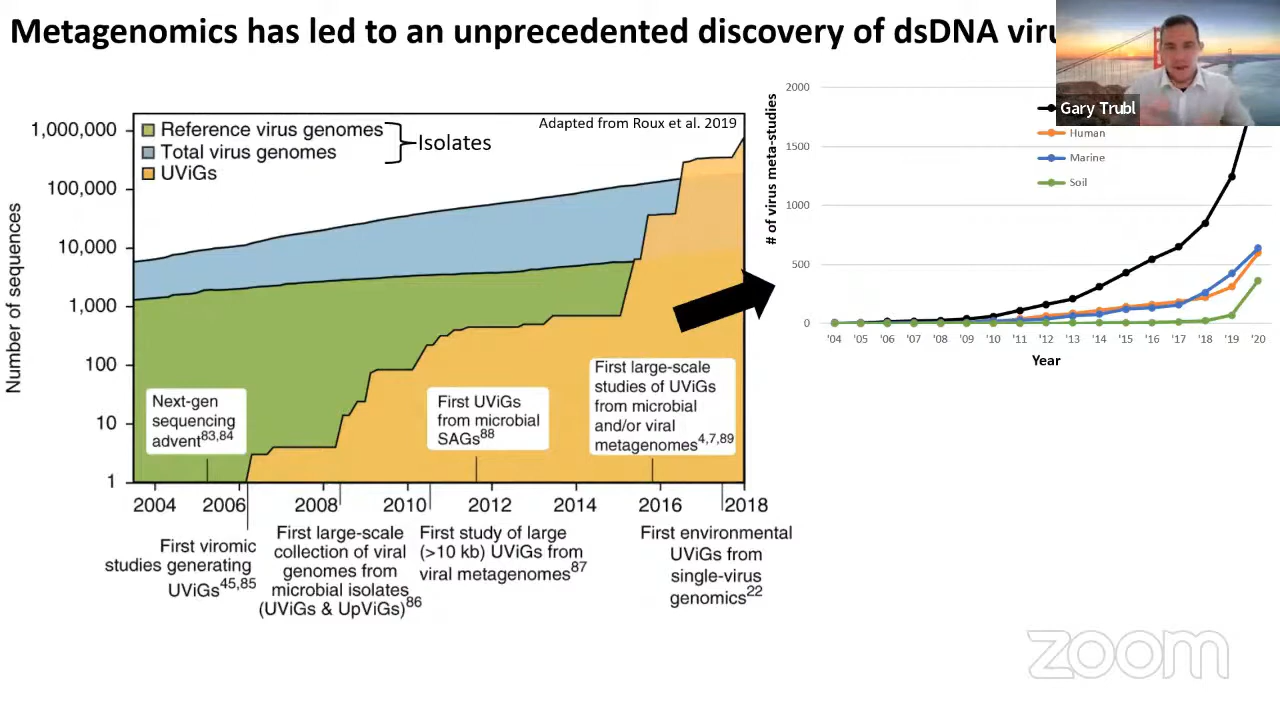 Metagenomics has led to an unprecedented discovery of dsDNA
Gary Trubl
Adapted from Roux et al. 2019
Reference virus genomes
Total virus genomes
Isolates
UViGs
Number of sequences
1,000,000
100,000
10,000
1,000
100
10
1
Next-gen
sequencing
advent83,84
First UViGs
from microbial
SAGs88
First large-scale
studies of UViGs
from microbial
and/or viral
metagenomes4,7,89
2004 2006 2008 2010 2012 2014 2016 2018
First viromic
studies generating
UViGs45,85
First large-scale
collection of viral
genomes from
microbial isolates
(UViGs & UpViGs)86
First study of large
(>10 kb) UViGs from
viral metagenomes87
First environmental
UViGs from
single-virus
genomics22
# of virus meta-studies
2000
1500
1000
500
0
Human
Marine
Soil
'04 '05 '06 '07 '08 '09 '10 '11 '12 '13 '14 '15 '16 '17 '18 '19 '20
Year
zoom